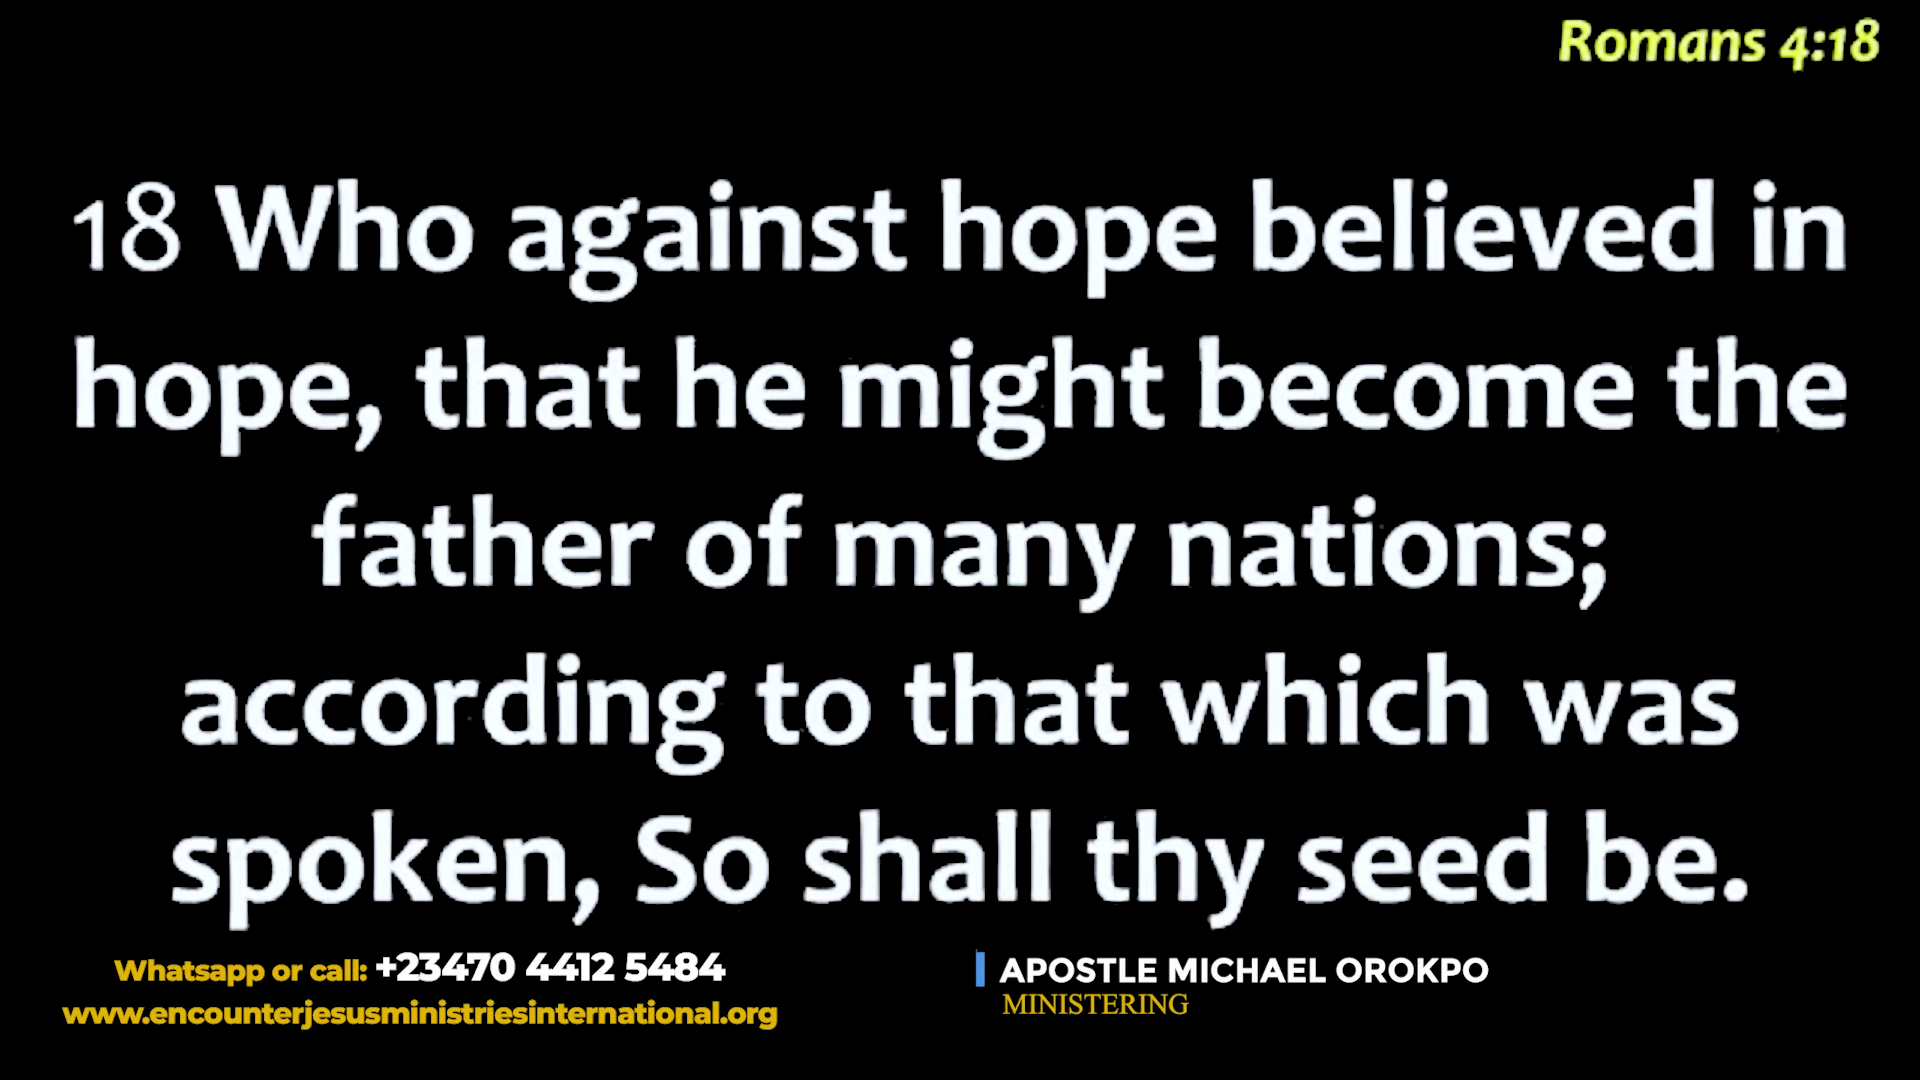 Romans 4:18
18 Who against hope believed in
hope, that he might become the
father of many nations;
according to that which was
spoken, So shall thy seed be.
Whatsapp or call: +23470 4412 5484
www.encounterjesusministriesinternational.org
APOSTLE MICHAEL OROKPO
MINISTERING